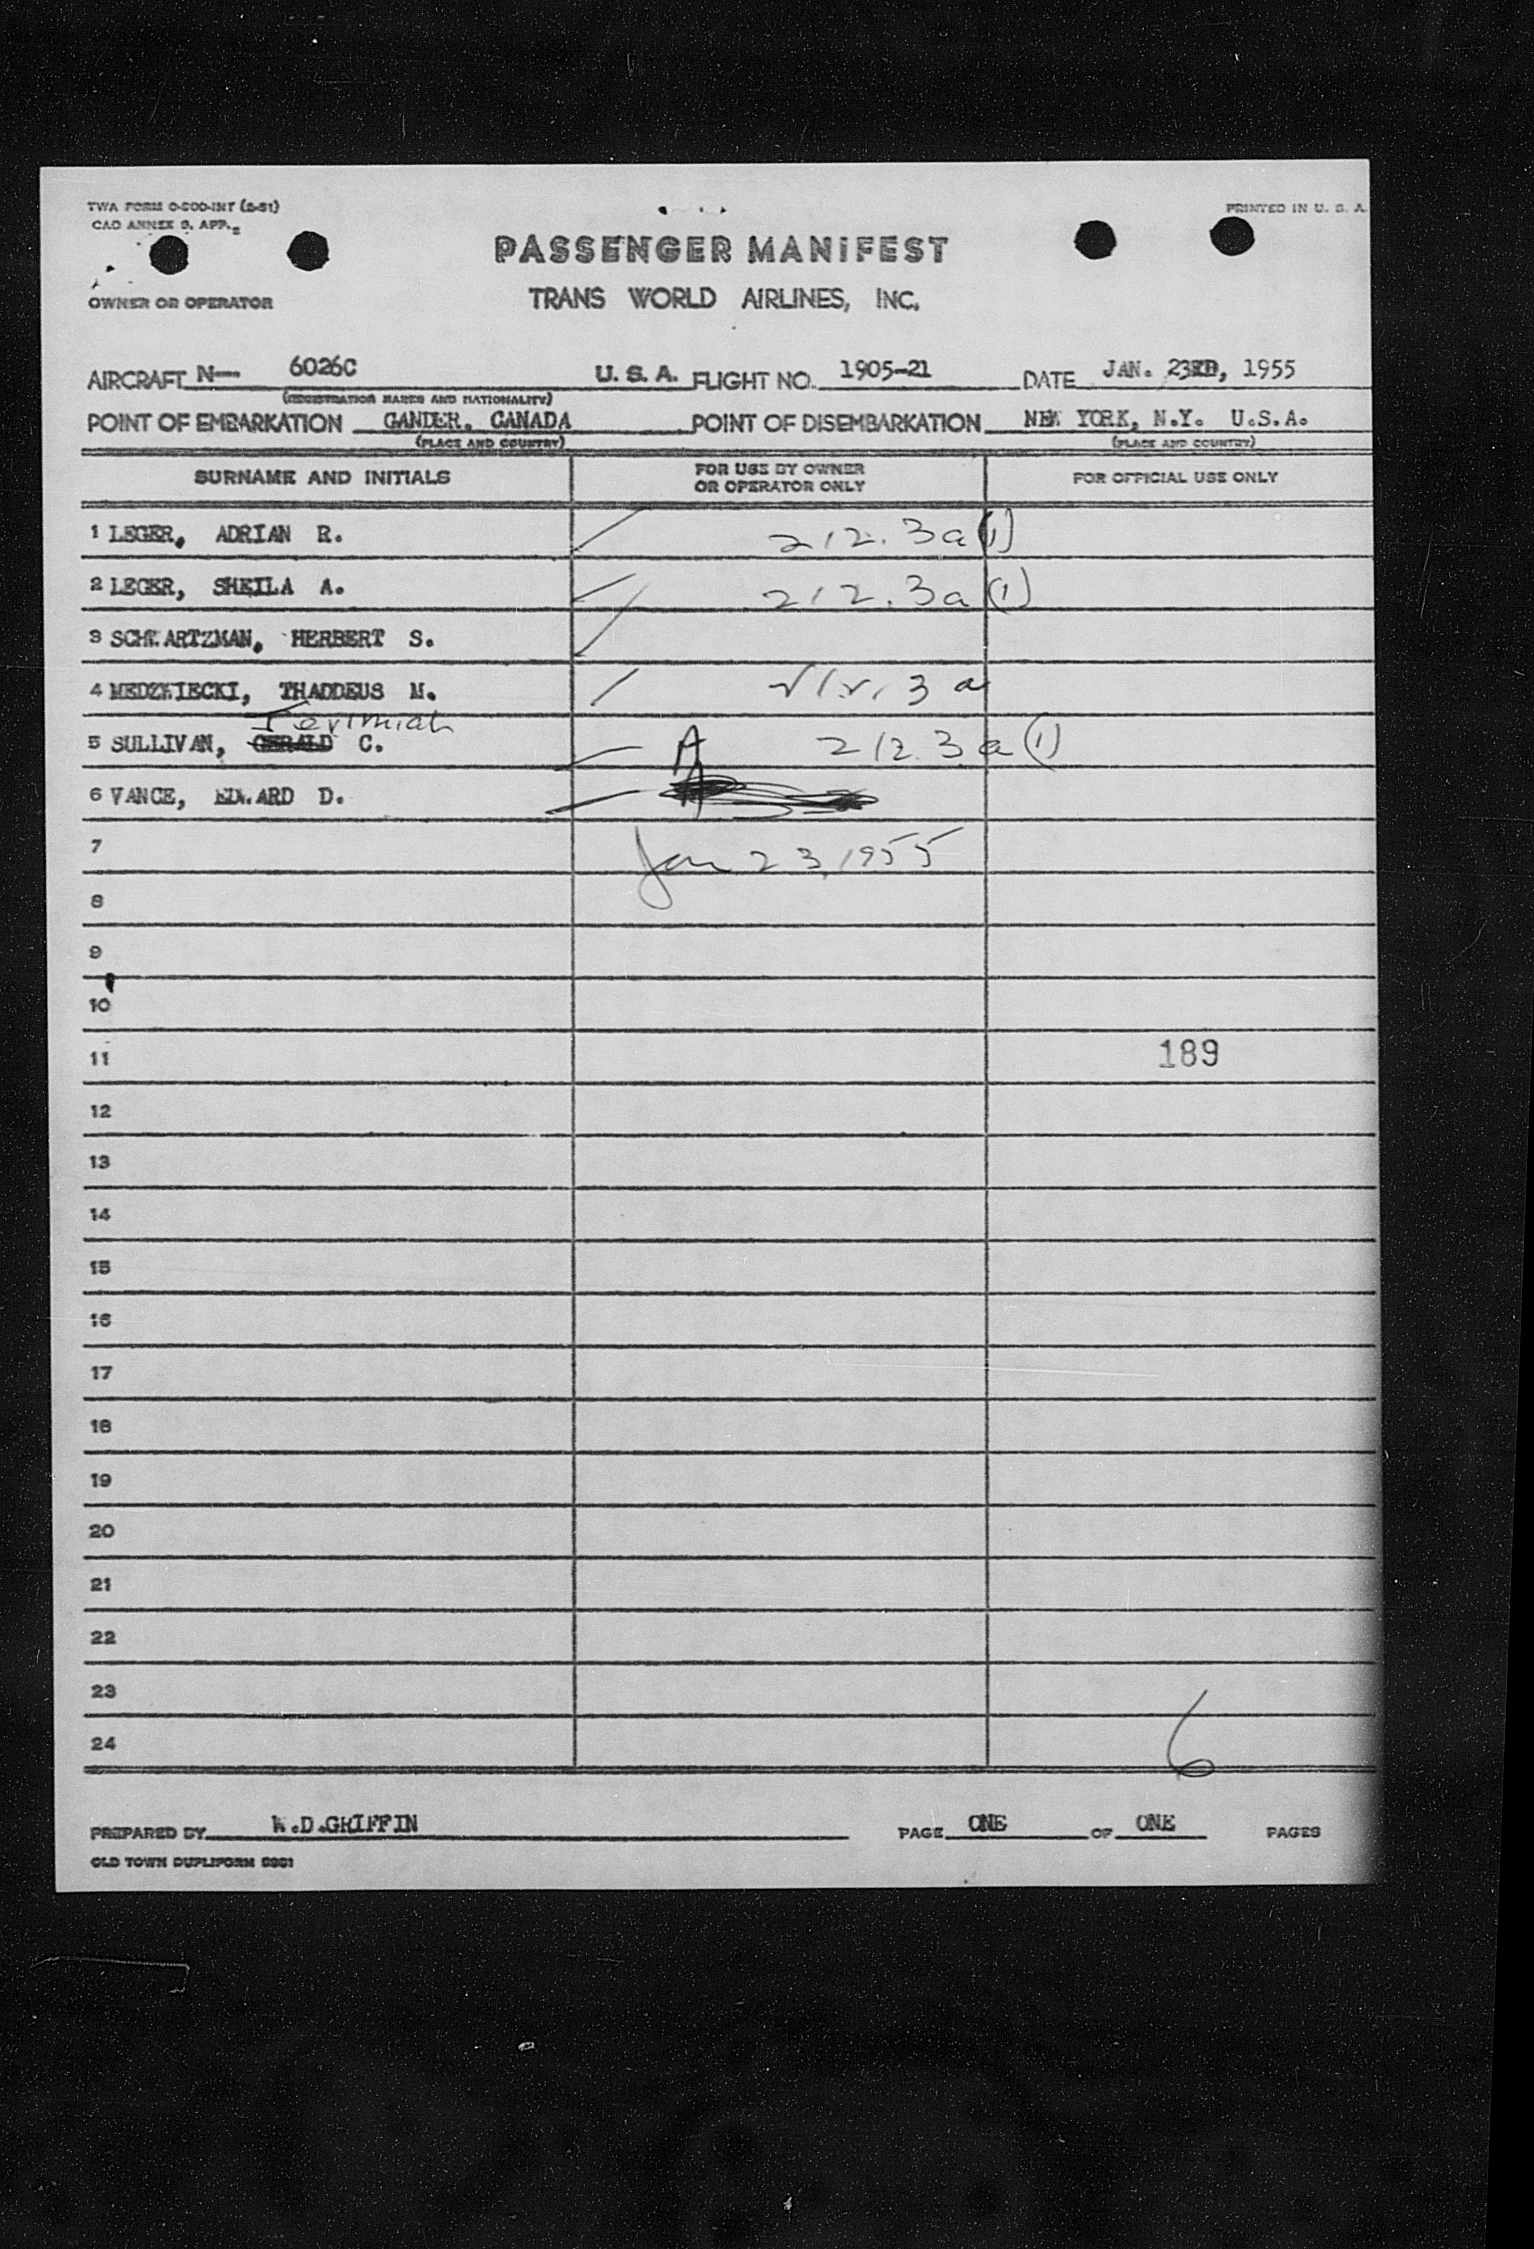 TWA FORM O-500-INT (2-51)
CAO ANNEX 9, APP.
PRINTED IN U. S. A.
PASSENGER MANIFEST
OWNER OR OPERATOR
TRANS WORLD AIRLINES, INC.
AIRCRAFT N— 6026C U. S. A. FLIGHT NO. 1905-21 DATE JAN. 23RD, 1955
(REGISTRATION MARKS AND NATIONALITY)
POINT OF EMBARKATION GANDER. CANADA POINT OF DISEMBARKATION NEW YORK, N.Y. U.S.A.
(PLACE AND COUNTRY) (PLACE AND COUNTRY)
SURNAME AND INITIALS FOR USE BY OWNER OR OPERATOR ONLY FOR OFFICIAL USE ONLY
1 LEGER, ADRIAN R. 212.3a(1)
2 LEGER, SHEILA A. 212.3a(1)
3 SCHWARTZMAN, HERBERT S.
4 MEDZWIECKI, THADDEUS M. 212.3a
Jerimiah
5 SULLIVAN, GERALD C. A 212.3a(1)
6 VANCE, EDWARD D. A
7 Jan 23, 1955
8
9
10
11 189
12
13
14
15
16
17
18
19
20
21
22
23
24 6
PREPARED BY W.D.GRIFFIN PAGE ONE OF ONE PAGES
OLD TOWN DUPLIFORM